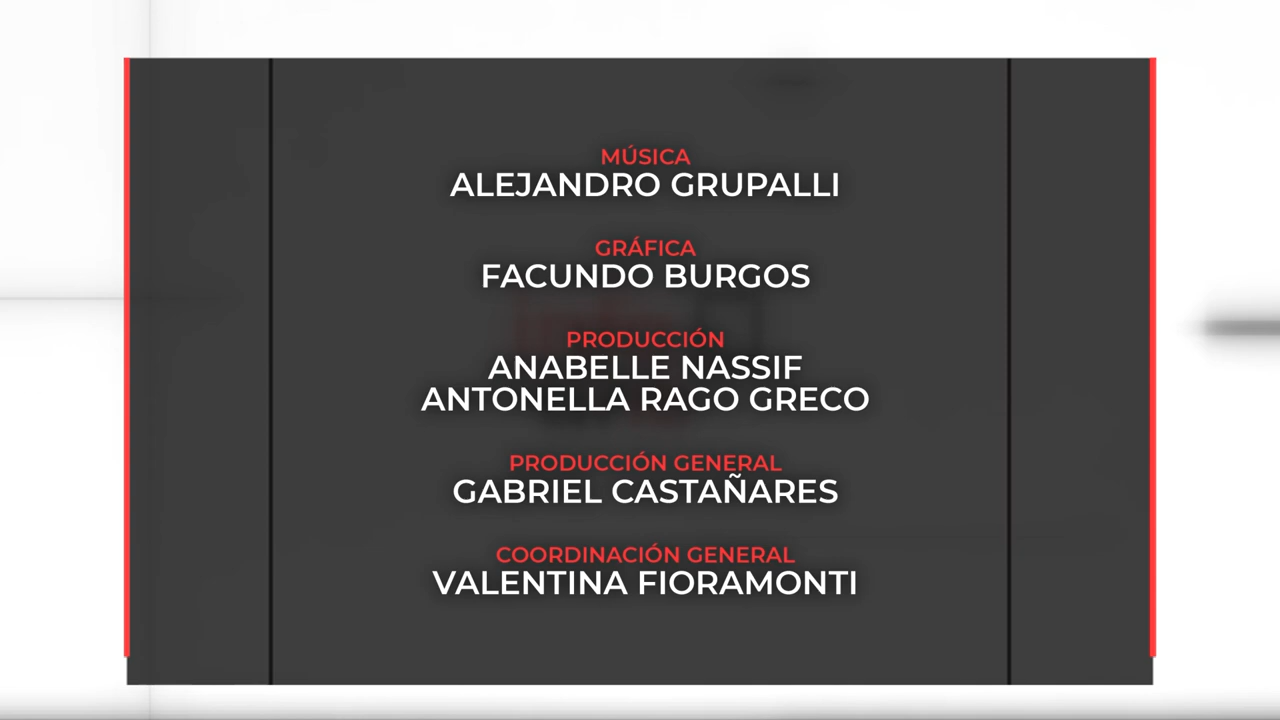 MÚSICA
ALEJANDRO GRUPALLI
GRÁFICA
FACUNDO BURGOS
PRODUCCIÓN
ANABELLE NASSIF
ANTONELLA RAGO GRECO
PRODUCCIÓN GENERAL
GABRIEL CASTAÑARES
COORDINACIÓN GENERAL
VALENTINA FIORAMONTI